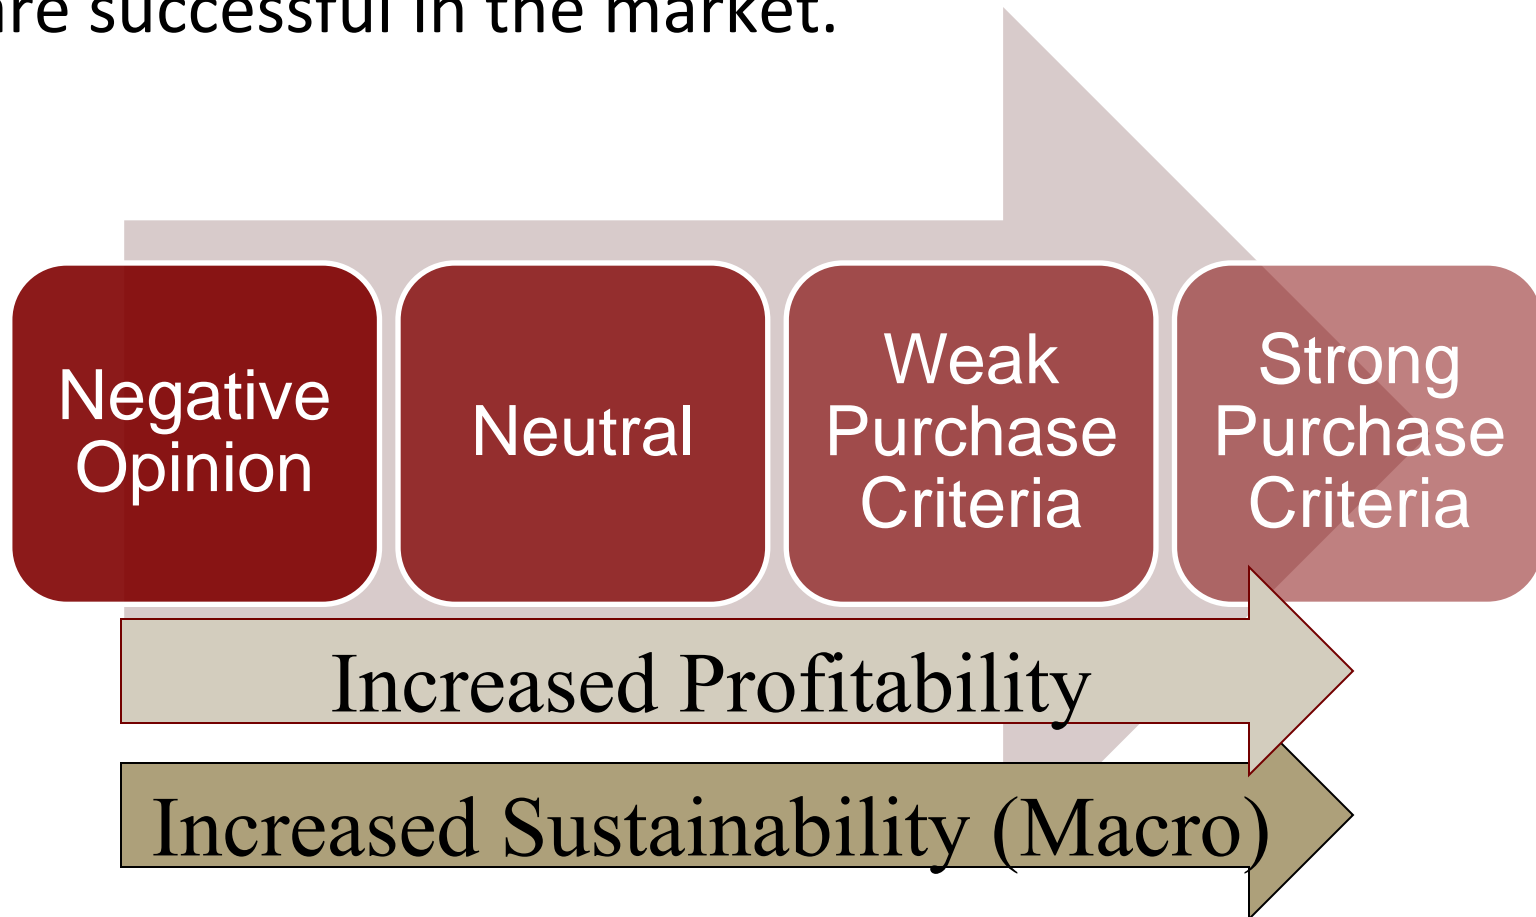 are successful in the market.
Negative
Opinion
Neutral
Weak
Purchase
Criteria
Strong
Purchase
Criteria
Increased Profitability
Increased Sustainability (Macro)